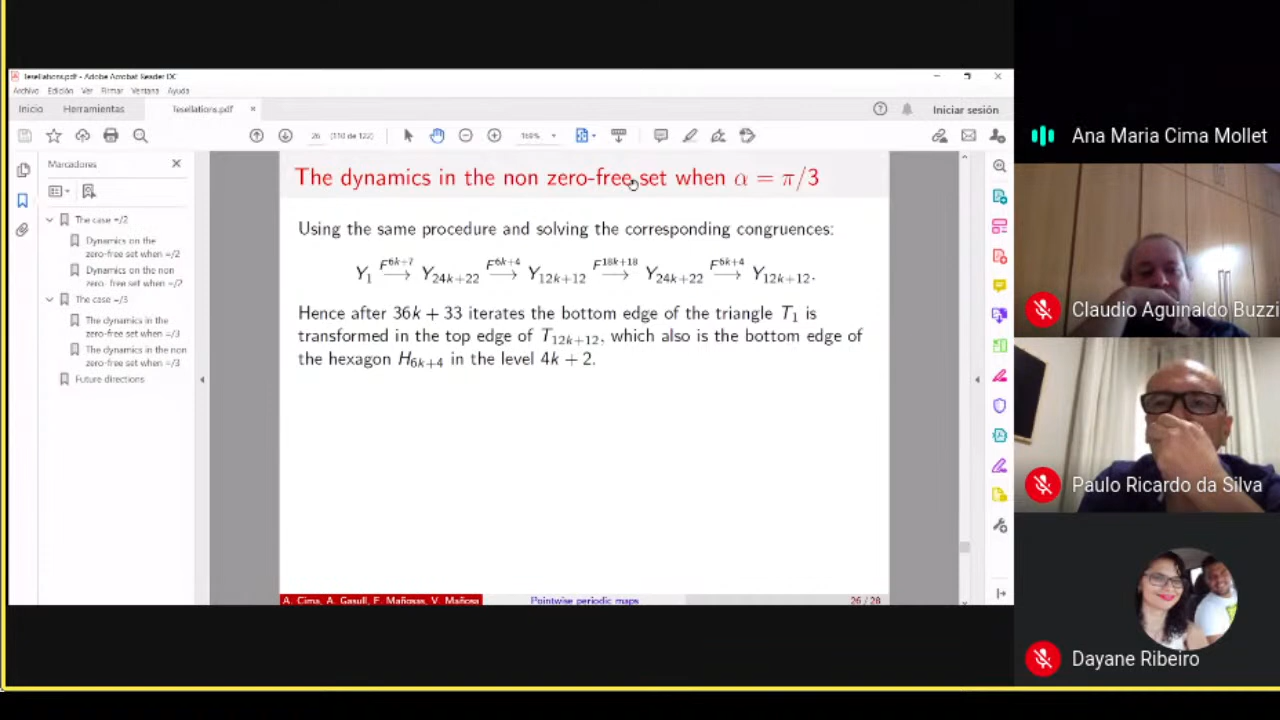 Tesellations.pdf - Adobe Acrobat Reader DC
Archivo Edición Ver Firmar Ventana Ayuda
Inicio Herramientas Tesellations.pdf × Iniciar sesión
26 (110 de 122) 168%
Marcadores
The case =/2
Dynamics on the
zero-free set when =/2
Dynamics on the non
zero- free set when =/2
The case =/3
The dynamics in the
zero-free set when =/3
The dynamics in the non
zero-free set when =/3
Future directions
The dynamics in the non zero-free set when α = π/3
Using the same procedure and solving the corresponding congruences:
Y₁ F^{6k+7}⟶ Y_{24k+22} F^{6k+4}⟶ Y_{12k+12} F^{18k+18}⟶ Y_{24k+22} F^{6k+4}⟶ Y_{12k+12}.
Hence after 36k + 33 iterates the bottom edge of the triangle T₁ is
transformed in the top edge of T_{12k+12}, which also is the bottom edge of
the hexagon H_{6k+4} in the level 4k + 2.
A. Cima, A. Gasull, F. Mañosas, V. Mañosa Pointwise periodic maps 26 / 28
Ana Maria Cima Mollet
Claudio Aguinaldo Buzzi
Paulo Ricardo da Silva
Dayane Ribeiro